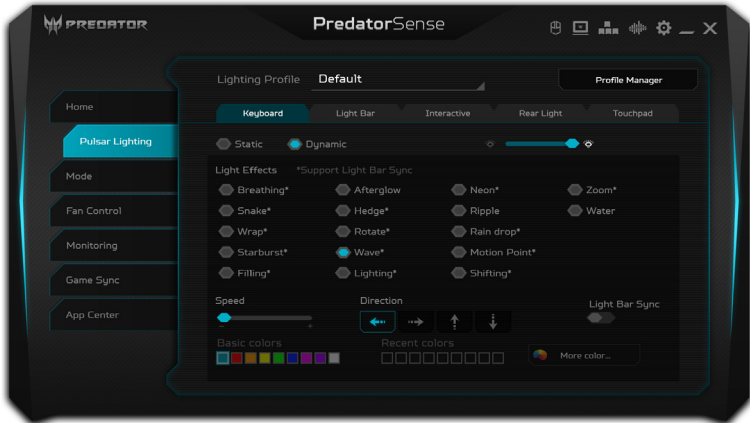 PREDATOR
PredatorSense
Lighting Profile Default Profile Manager
Home
Pulsar Lighting
Mode
Fan Control
Monitoring
Game Sync
App Center
Keyboard Light Bar Interactive Rear Light Touchpad
Static Dynamic
Light Effects *Support Light Bar Sync
Breathing* Afterglow Neon* Zoom*
Snake* Hedge* Ripple Water
Wrap* Rotate* Rain drop*
Starburst* Wave* Motion Point*
Filling* Lighting* Shifting*
Speed Direction Light Bar Sync
- +
Basic colors Recent colors
More color...